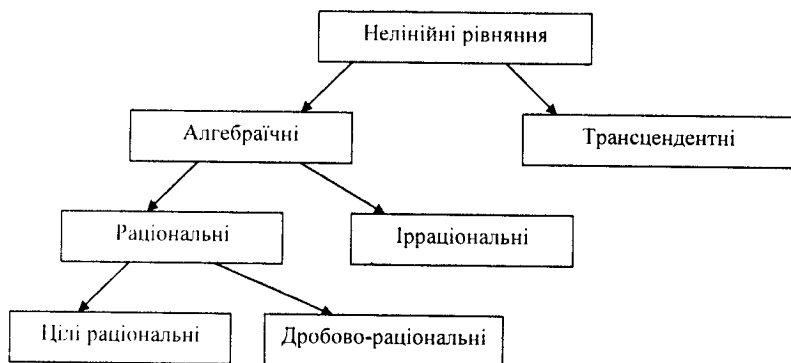 Нелінійні рівняння
Алгебраїчні
Трансцендентні
Раціональні
Ірраціональні
Цілі раціональні
Дробово-раціональні